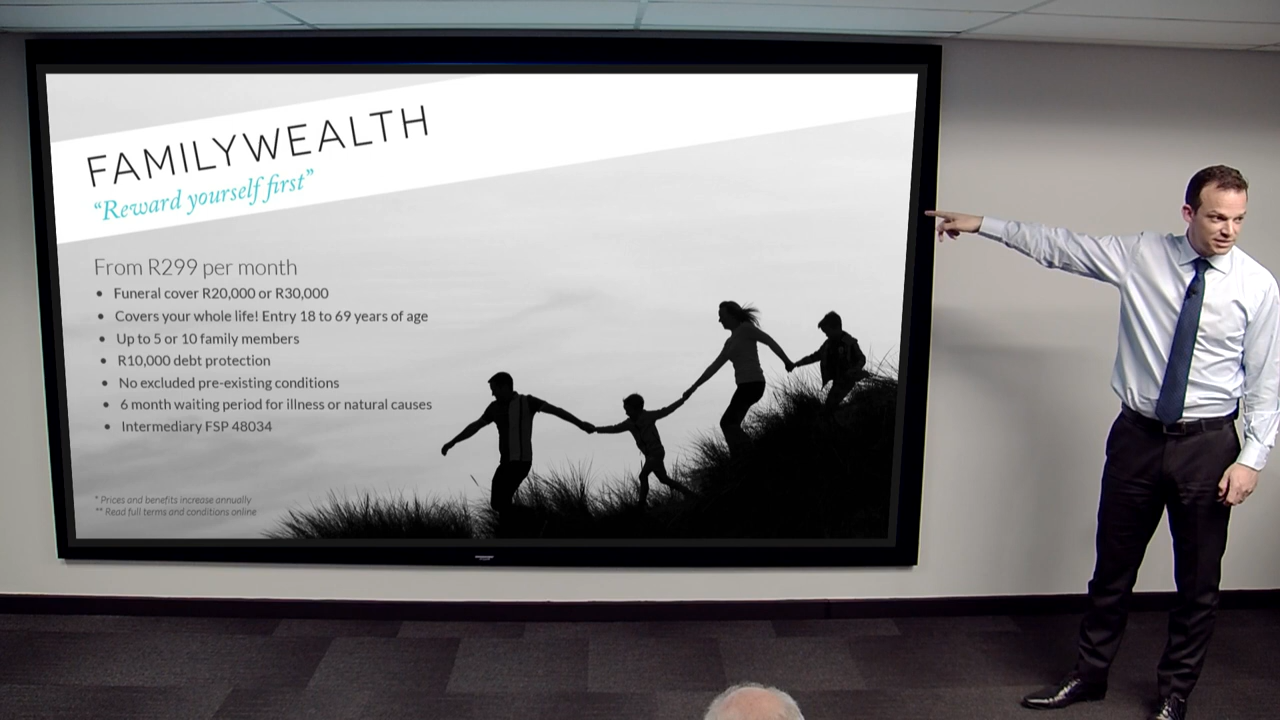 FAMILYWEALTH
“Reward yourself first”
From R299 per month
• Funeral cover R20,000 or R30,000
• Covers your whole life! Entry 18 to 69 years of age
• Up to 5 or 10 family members
• R10,000 debt protection
• No excluded pre-existing conditions
• 6 month waiting period for illness or natural causes
• Intermediary FSP 48034
* Prices and benefits increase annually
** Read full terms and conditions online